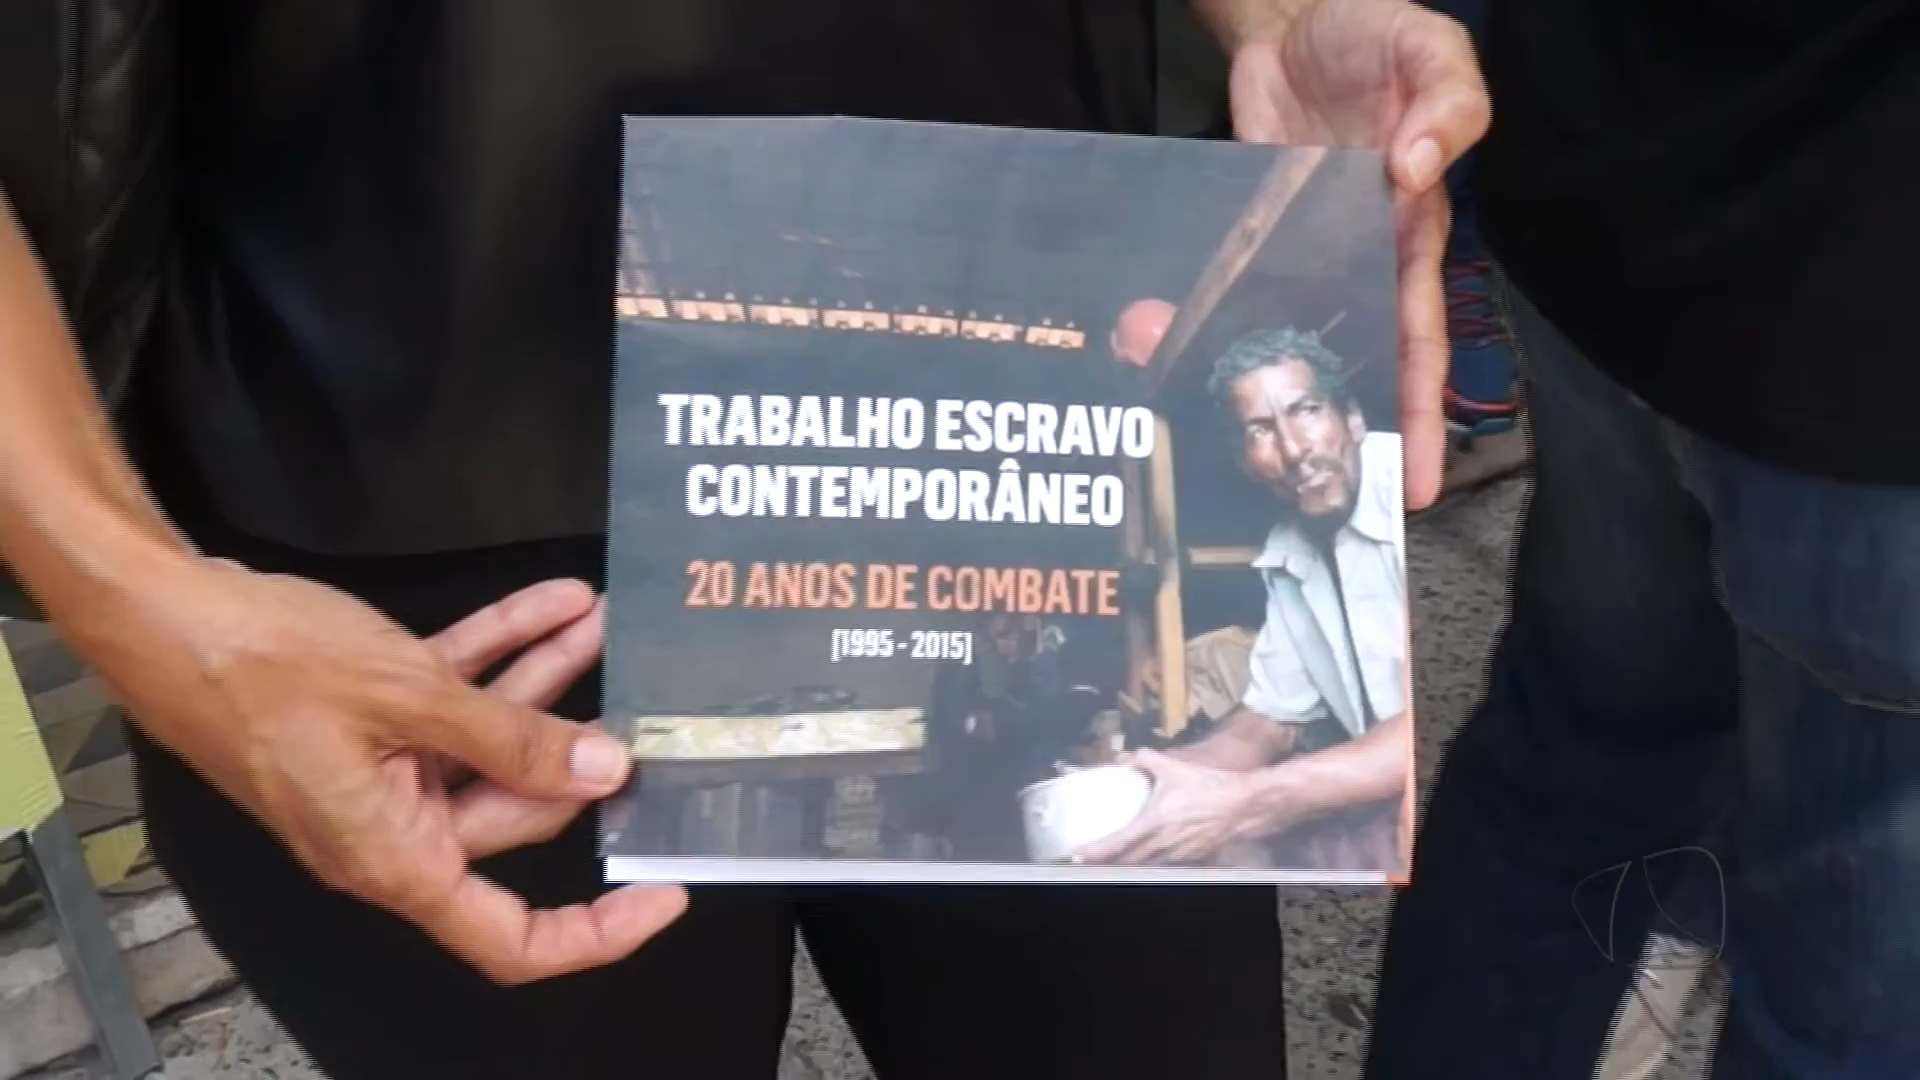 TRABALHO ESCRAVO
CONTEMPORÂNEO
20 ANOS DE COMBATE
[1995 - 2015]